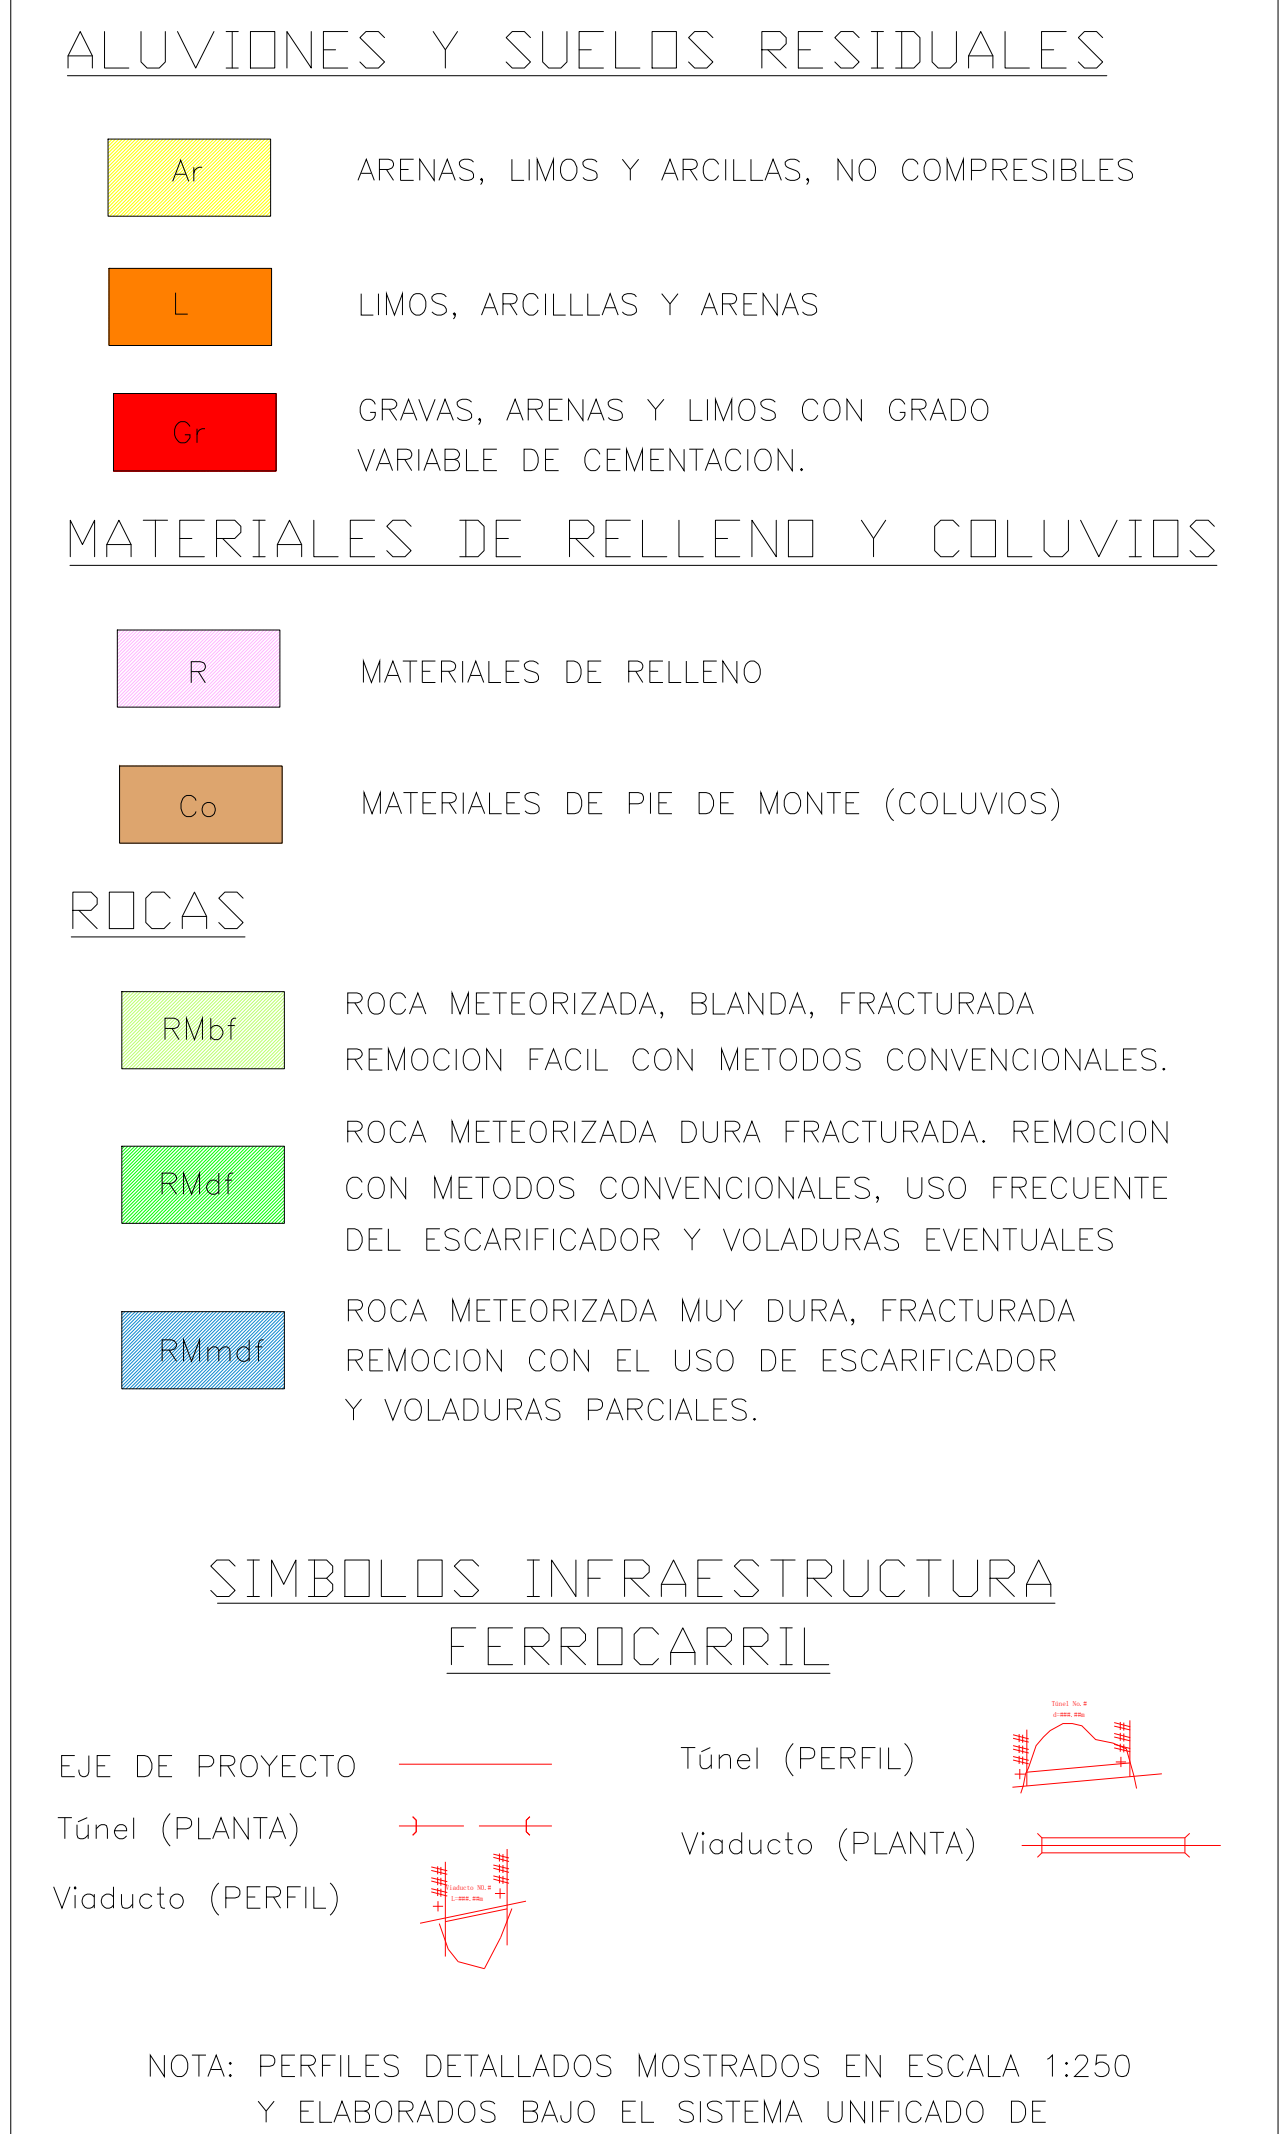 ALUVIONES Y SUELOS RESIDUALES
Ar
ARENAS, LIMOS Y ARCILLAS, NO COMPRESIBLES
L
LIMOS, ARCILLLAS Y ARENAS
Gr
GRAVAS, ARENAS Y LIMOS CON GRADO
VARIABLE DE CEMENTACION.
MATERIALES DE RELLENO Y COLUVIOS
R
MATERIALES DE RELLENO
Co
MATERIALES DE PIE DE MONTE (COLUVIOS)
ROCAS
RMbf
ROCA METEORIZADA, BLANDA, FRACTURADA
REMOCION FACIL CON METODOS CONVENCIONALES.
RMdf
ROCA METEORIZADA DURA FRACTURADA. REMOCION
CON METODOS CONVENCIONALES, USO FRECUENTE
DEL ESCARIFICADOR Y VOLADURAS EVENTUALES
RMmdf
ROCA METEORIZADA MUY DURA, FRACTURADA
REMOCION CON EL USO DE ESCARIFICADOR
Y VOLADURAS PARCIALES.
SIMBOLOS INFRAESTRUCTURA
FERROCARRIL
EJE DE PROYECTO
Túnel (PLANTA)
Viaducto (PERFIL)
###+###
###+###
Viaducto NO.#
L=###.##m
Túnel (PERFIL)
Túnel No.#
d=###.##m
###+###
###+###
Viaducto (PLANTA)
NOTA: PERFILES DETALLADOS MOSTRADOS EN ESCALA 1:250
Y ELABORADOS BAJO EL SISTEMA UNIFICADO DE